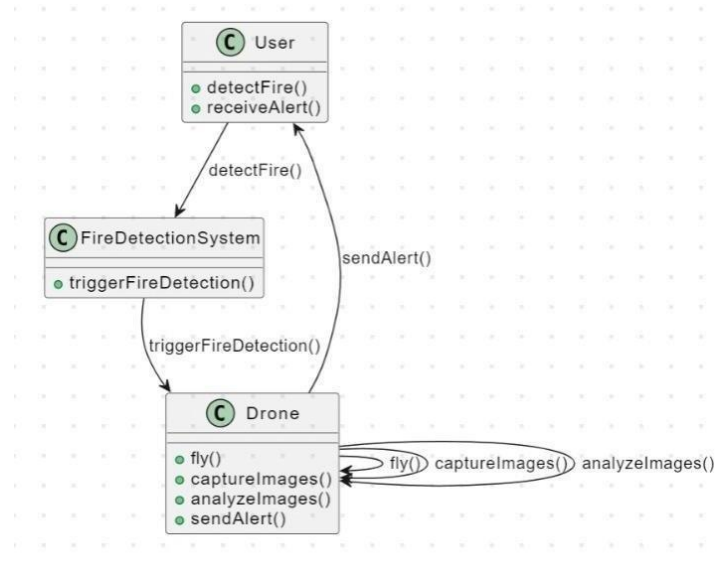 C User
detectFire()
receiveAlert()
detectFire()
C FireDetectionSystem
triggerFireDetection()
sendAlert()
triggerFireDetection()
C Drone
fly()
captureImages()
analyzeImages()
sendAlert()
fly() captureImages() analyzeImages()